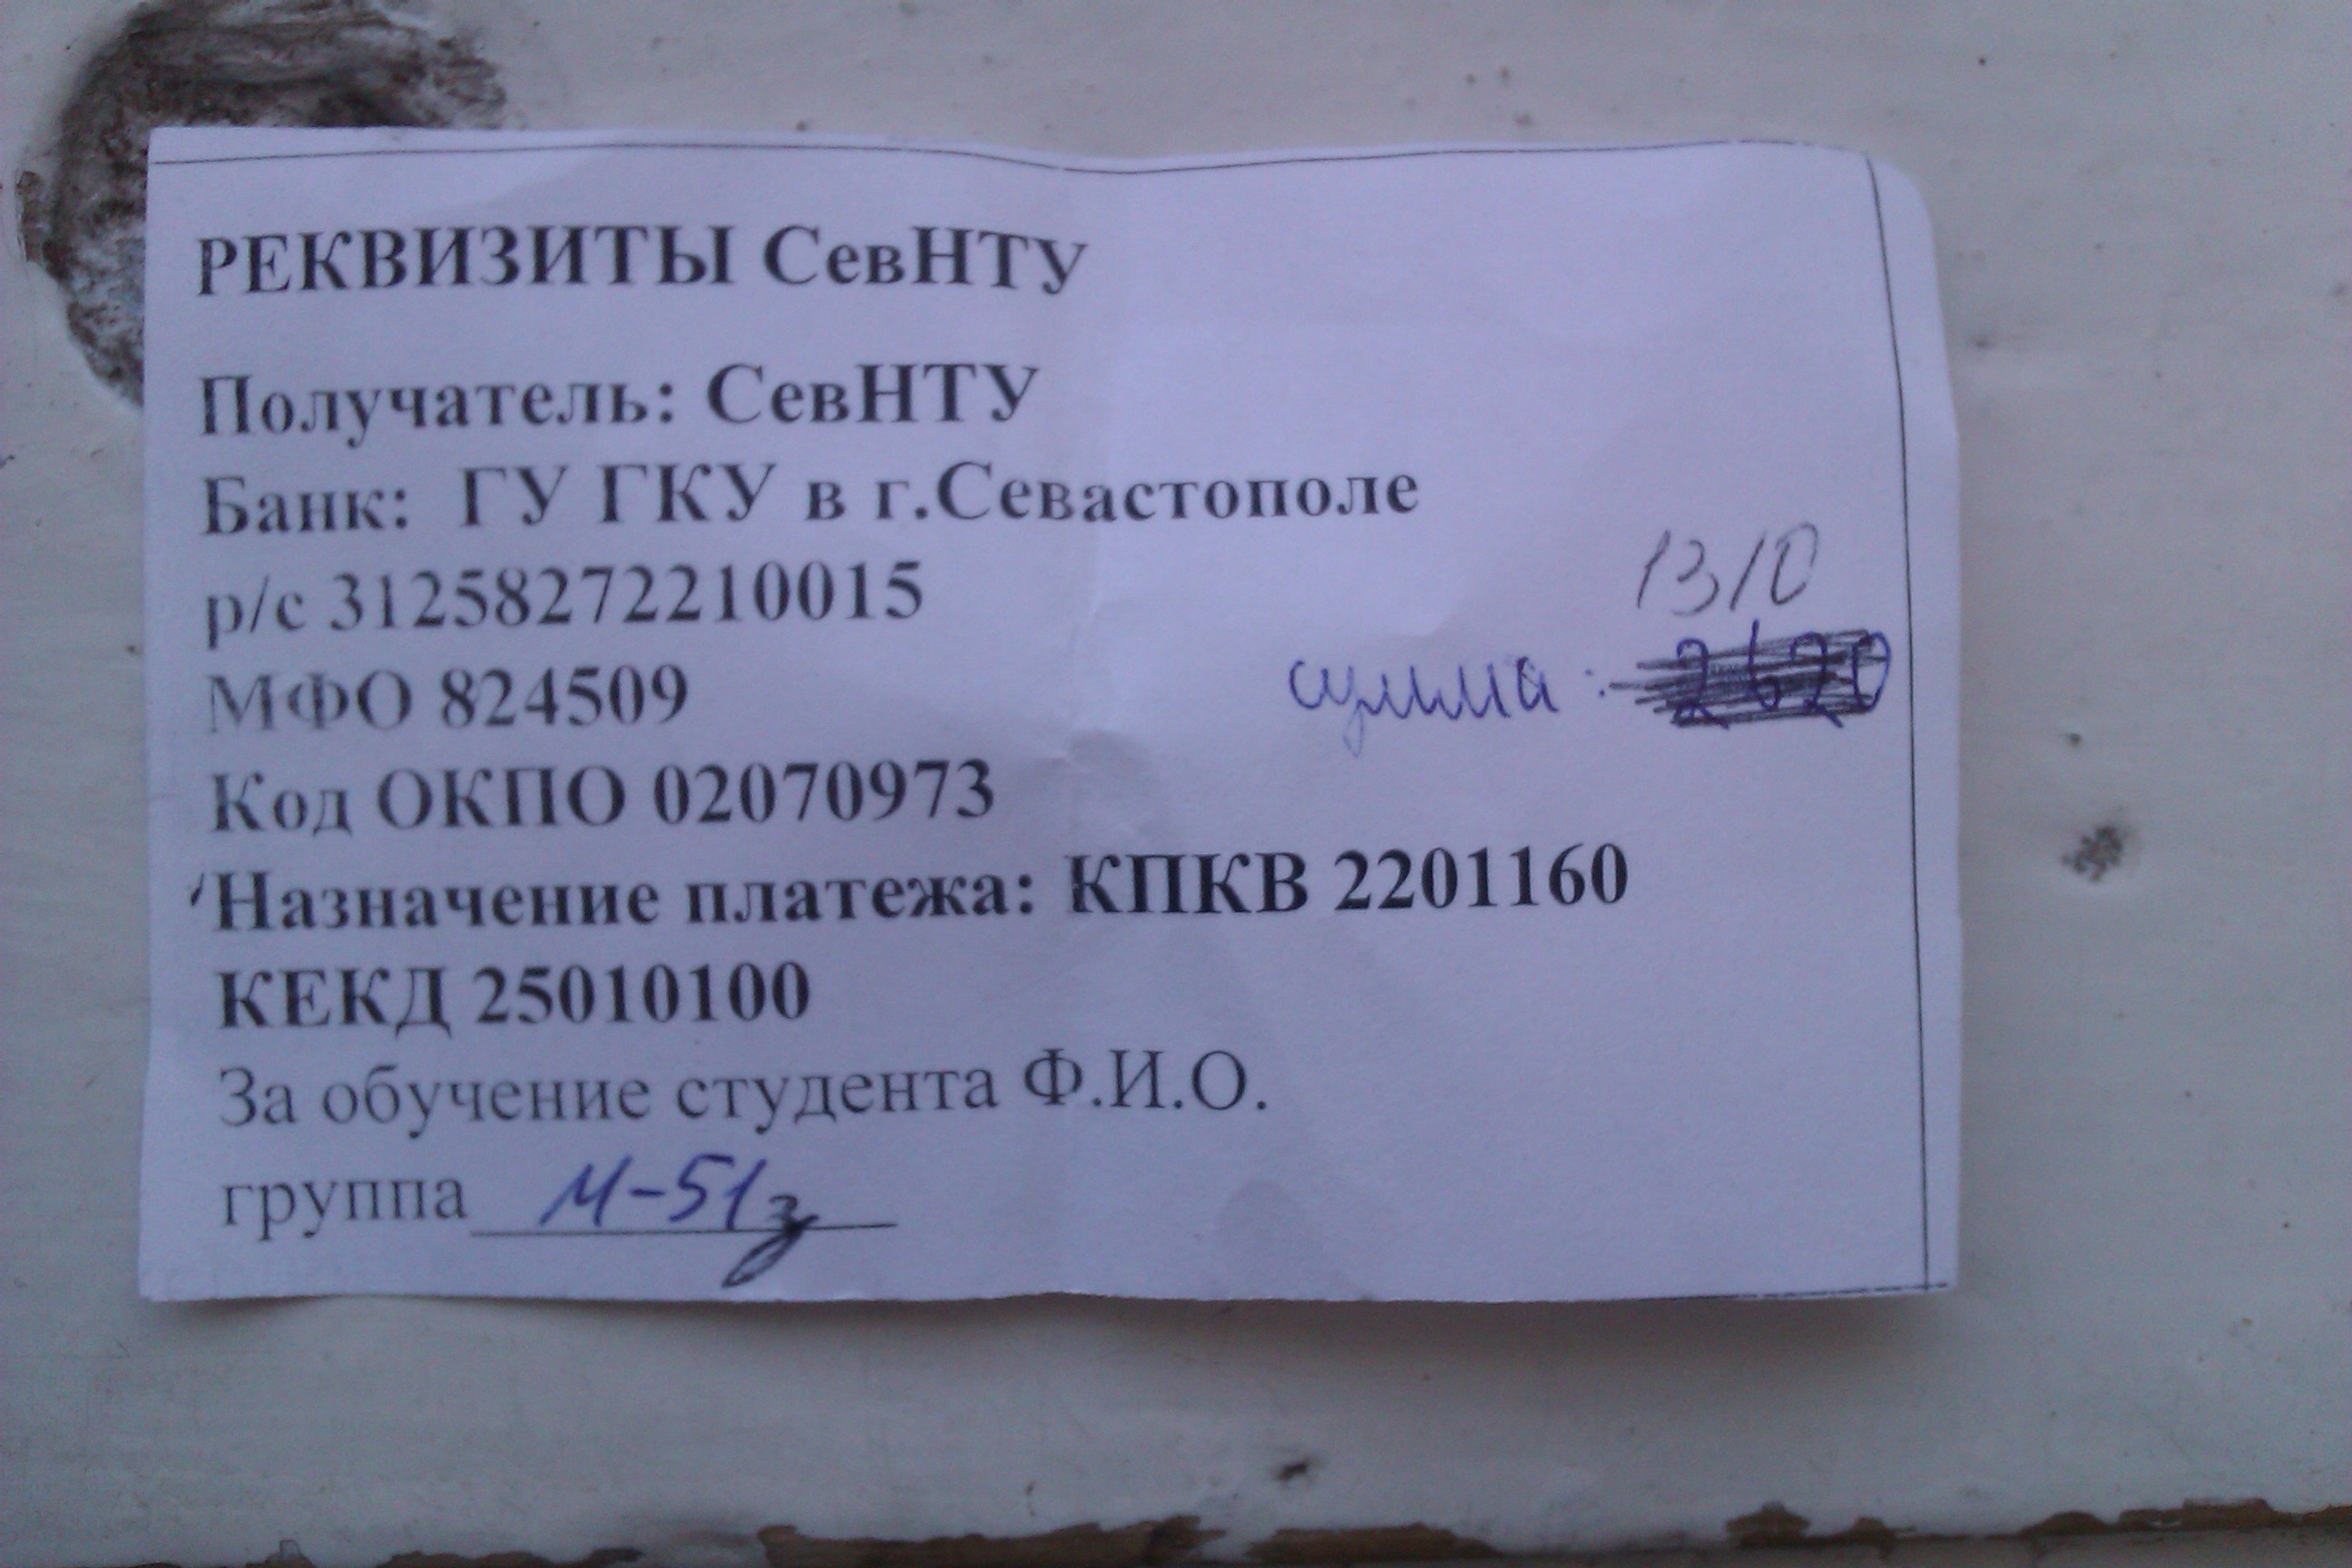 РЕКВИЗИТЫ СевНТУ
Получатель: СевНТУ
Банк: ГУ ГКУ в г.Севастополе
р/с 31258272210015
1310
МФО 824509
сумма: 2620
Код ОКПО 02070973
Назначение платежа: КПКВ 2201160
КЕКД 25010100
За обучение студента Ф.И.О.
группа М-51з